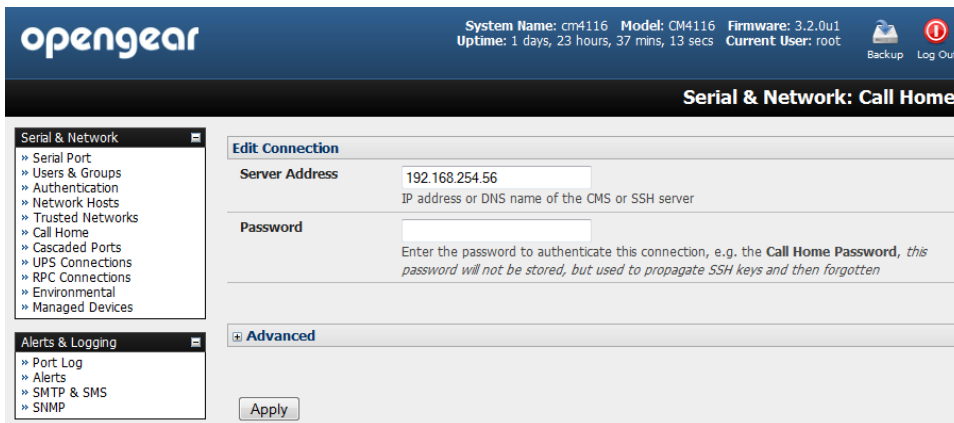 opengear
System Name: cm4116 Model: CM4116 Firmware: 3.2.0u1
Uptime: 1 days, 23 hours, 37 mins, 13 secs Current User: root
Backup
Log Out
Serial & Network: Call Home
Serial & Network
» Serial Port
» Users & Groups
» Authentication
» Network Hosts
» Trusted Networks
» Call Home
» Cascaded Ports
» UPS Connections
» RPC Connections
» Environmental
» Managed Devices
Alerts & Logging
» Port Log
» Alerts
» SMTP & SMS
» SNMP
Edit Connection
Server Address
192.168.254.56
IP address or DNS name of the CMS or SSH server
Password
Enter the password to authenticate this connection, e.g. the Call Home Password, this
password will not be stored, but used to propagate SSH keys and then forgotten
Advanced
Apply